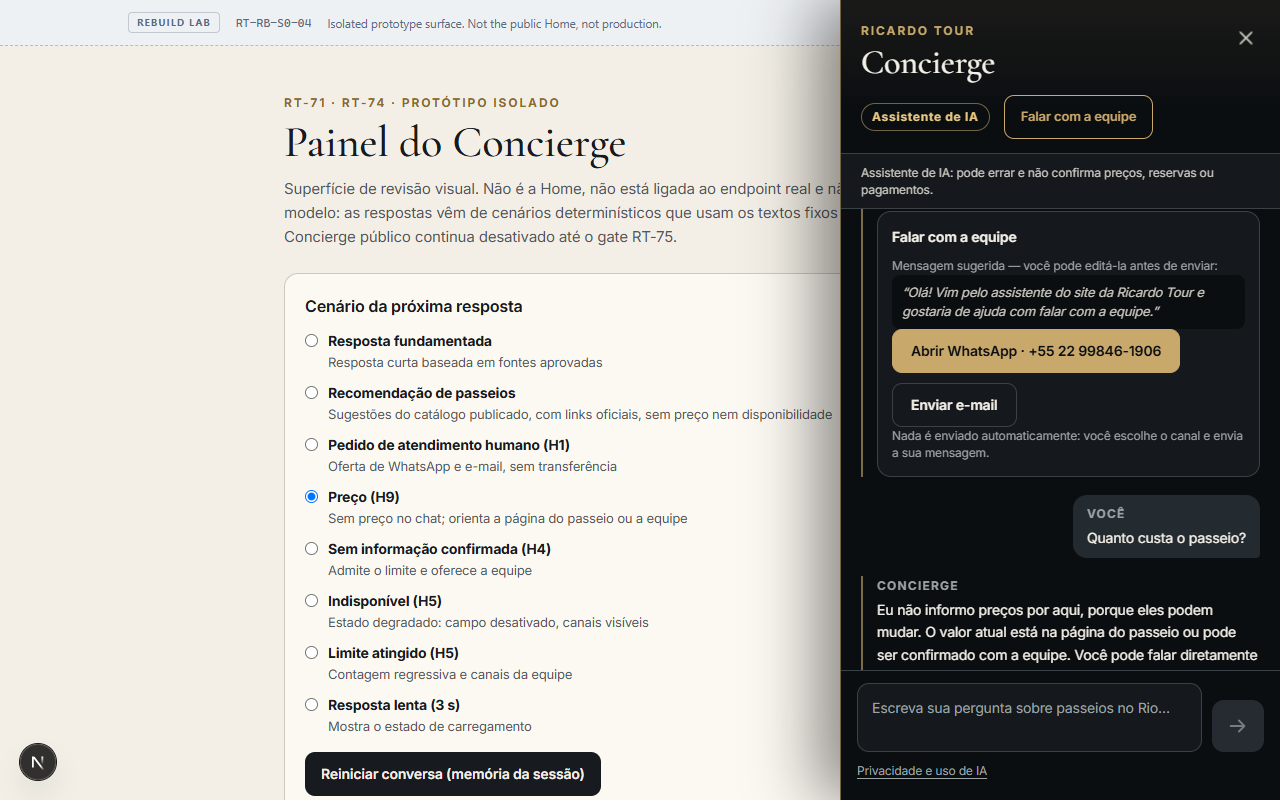 REBUILD LAB
RT-RB-S0-04
Isolated prototype surface. Not the public Home, not production.
RT-71 · RT-74 · PROTÓTIPO ISOLADO
Painel do Concierge
Superfície de revisão visual. Não é a Home, não está ligada ao endpoint real e
modelo: as respostas vêm de cenários determinísticos que usam os textos fixos
Concierge público continua desativado até o gate RT-75.
Cenário da próxima resposta
Resposta fundamentada
Resposta curta baseada em fontes aprovadas
Recomendação de passeios
Sugestões do catálogo publicado, com links oficiais, sem preço nem disponibilidade
Pedido de atendimento humano (H1)
Oferta de WhatsApp e e-mail, sem transferência
Preço (H9)
Sem preço no chat; orienta a página do passeio ou a equipe
Sem informação confirmada (H4)
Admite o limite e oferece a equipe
Indisponível (H5)
Estado degradado: campo desativado, canais visíveis
Limite atingido (H5)
Contagem regressiva e canais da equipe
Resposta lenta (3 s)
Mostra o estado de carregamento
Reiniciar conversa (memória da sessão)
N
RICARDO TOUR
Concierge
Assistente de IA
Falar com a equipe
Assistente de IA: pode errar e não confirma preços, reservas ou
pagamentos.
Falar com a equipe
Mensagem sugerida — você pode editá-la antes de enviar:
“Olá! Vim pelo assistente do site da Ricardo Tour e
gostaria de ajuda com falar com a equipe.”
Abrir WhatsApp · +55 22 99846-1906
Enviar e-mail
Nada é enviado automaticamente: você escolhe o canal e envia
a sua mensagem.
VOCÊ
Quanto custa o passeio?
CONCIERGE
Eu não informo preços por aqui, porque eles podem
mudar. O valor atual está na página do passeio ou pode
ser confirmado com a equipe. Você pode falar diretamente
Escreva sua pergunta sobre passeios no Rio...
Privacidade e uso de IA